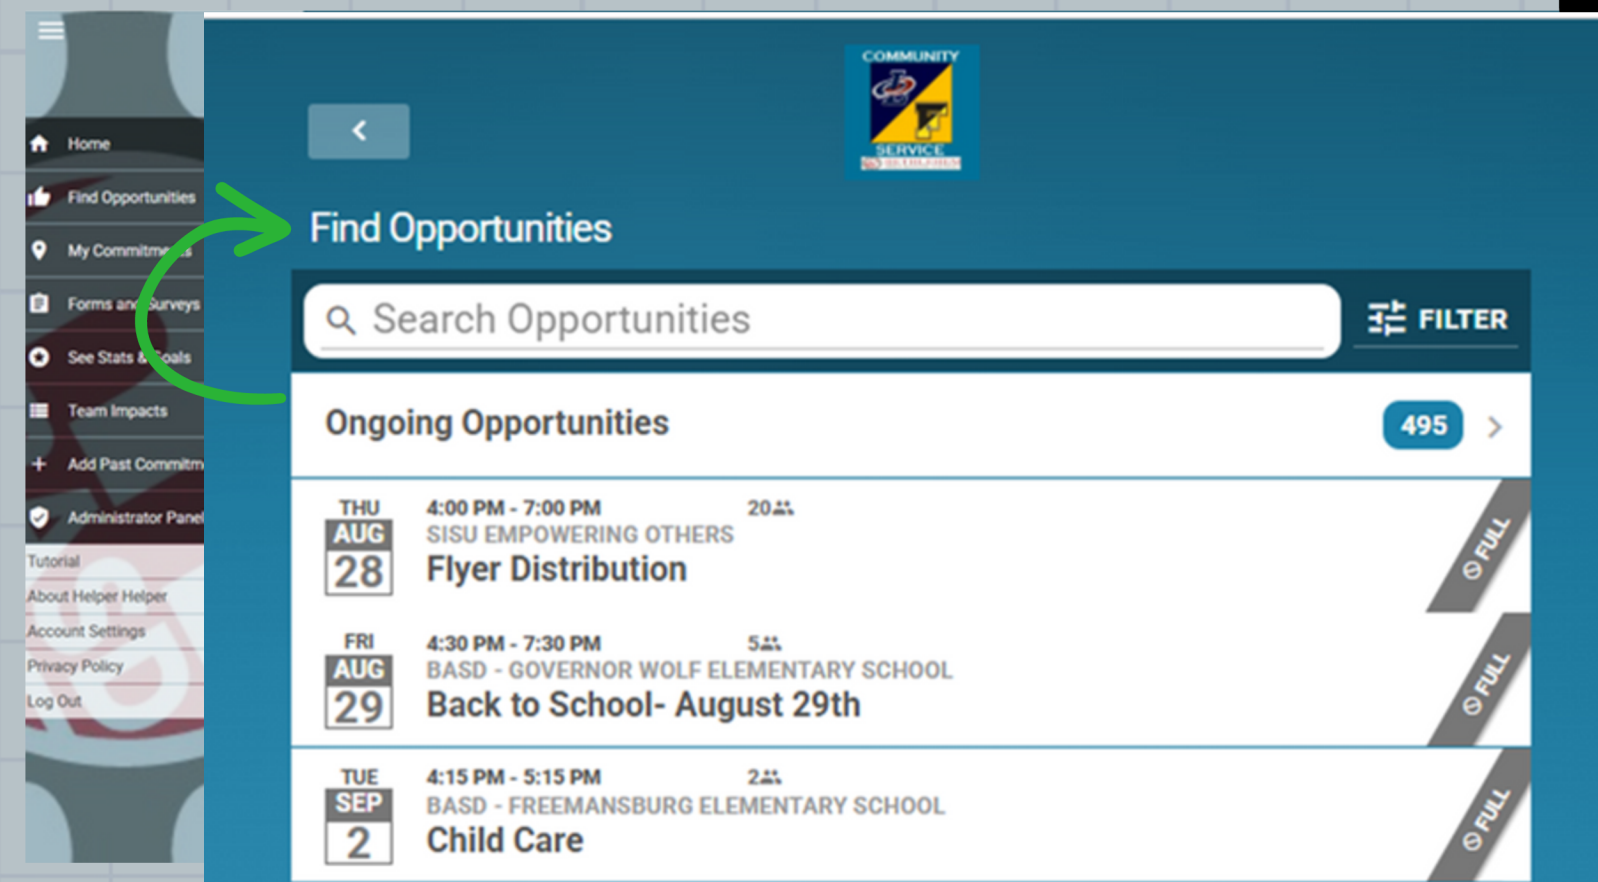 Home
Find Opportunities
My Commitments
Forms and Surveys
See Stats & Goals
Team Impacts
Add Past Commitm
Administrator Panel
Tutorial
About Helper Helper
Account Settings
Privacy Policy
Log Out
COMMUNITY
SERVICE
Find Opportunities
Search Opportunities
FILTER
Ongoing Opportunities
495
THU
AUG
28
4:00 PM - 7:00 PM
20
SISU EMPOWERING OTHERS
Flyer Distribution
FULL
FRI
AUG
29
4:30 PM - 7:30 PM
5
BASD - GOVERNOR WOLF ELEMENTARY SCHOOL
Back to School- August 29th
FULL
TUE
SEP
2
4:15 PM - 5:15 PM
2
BASD - FREEMANSBURG ELEMENTARY SCHOOL
Child Care
FULL